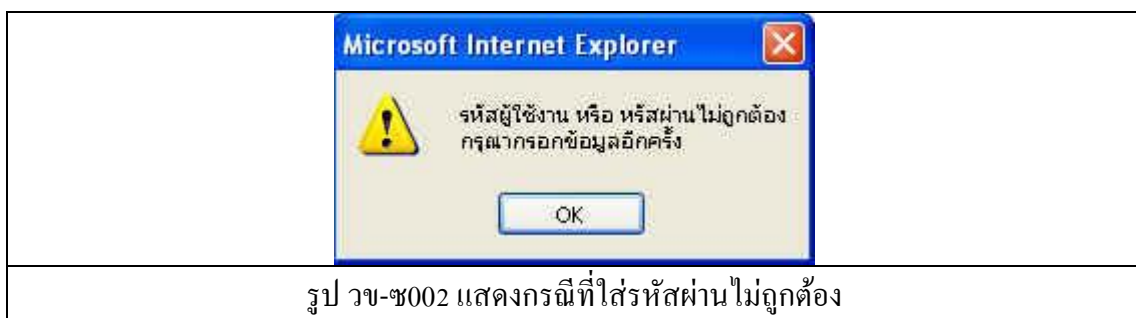 Microsoft Internet Explorer
รหัสผู้ใช้งาน หรือ หรัสผ่านไม่ถูกต้อง
กรุณากรอกข้อมูลอีกครั้ง
OK
รูป วข-ซ002 แสดงกรณีที่ใส่รหัสผ่านไม่ถูกต้อง